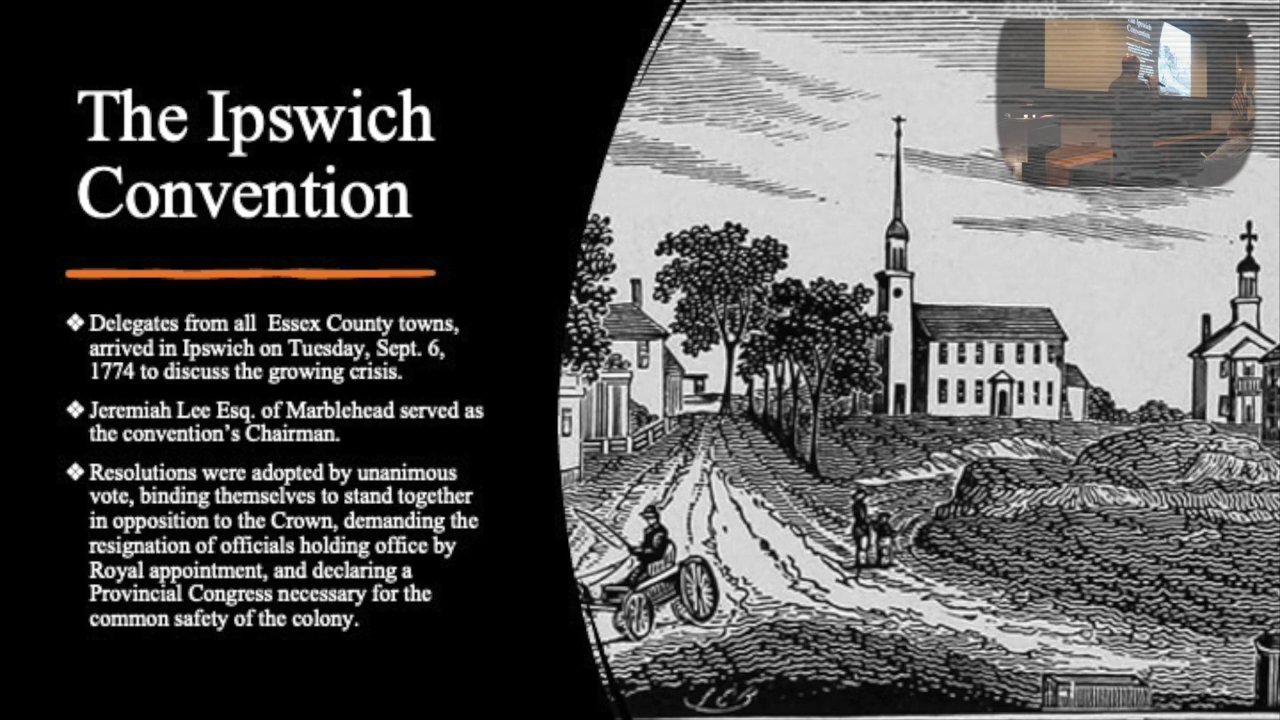 The Ipswich
Convention
❖ Delegates from all Essex County towns,
arrived in Ipswich on Tuesday, Sept. 6,
1774 to discuss the growing crisis.
❖ Jeremiah Lee Esq. of Marblehead served as
the convention's Chairman.
❖ Resolutions were adopted by unanimous
vote, binding themselves to stand together
in opposition to the Crown, demanding the
resignation of officials holding office by
Royal appointment, and declaring a
Provincial Congress necessary for the
common safety of the colony.